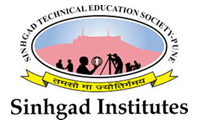 SINHGAD TECHNICAL EDUCATION SOCIETY-PUNE
तमसो मा ज्योतिर्गमय
Sinhgad Institutes